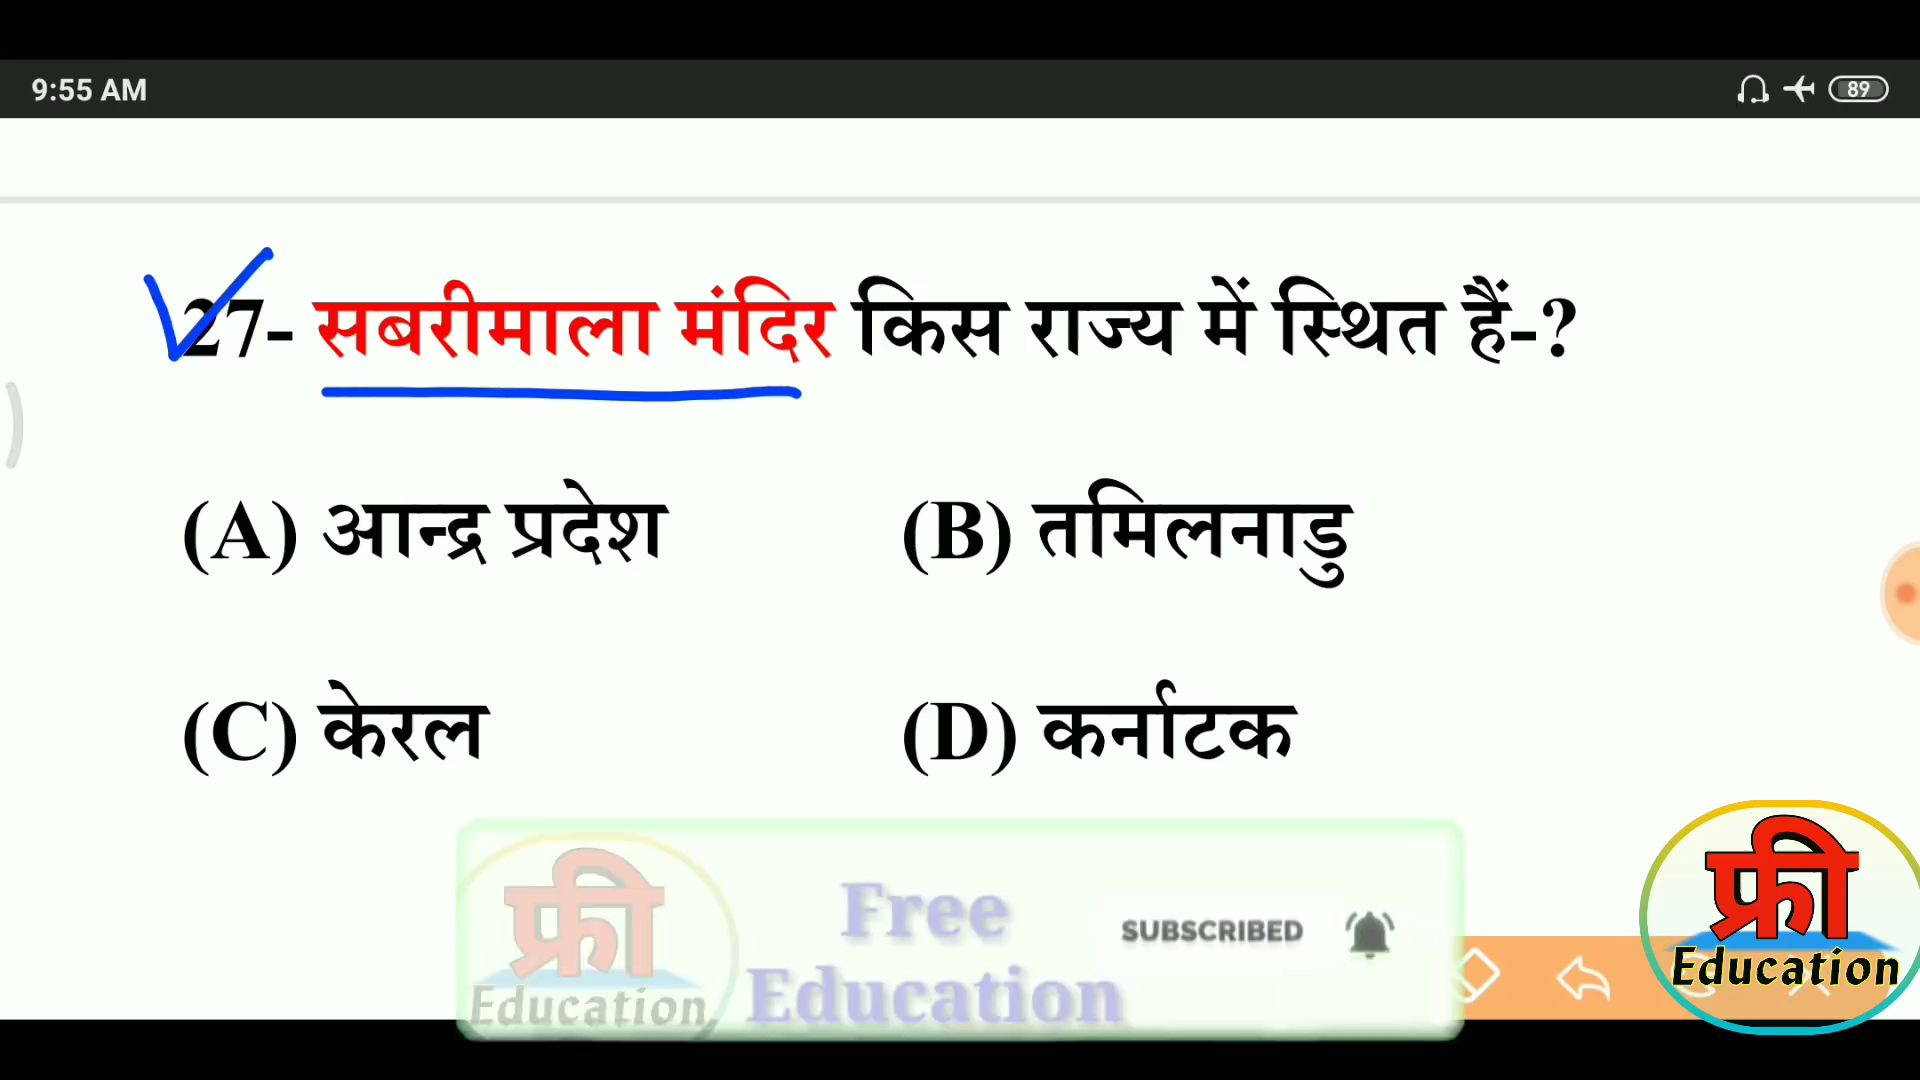 9:55 AM
89
27- सबरीमाला मंदिर किस राज्य में स्थित हैं-?
(A) आन्द्र प्रदेश
(B) तमिलनाडु
(C) केरल
(D) कर्नाटक
फ्री
Education
Free
Education
SUBSCRIBED
फ्री
Education